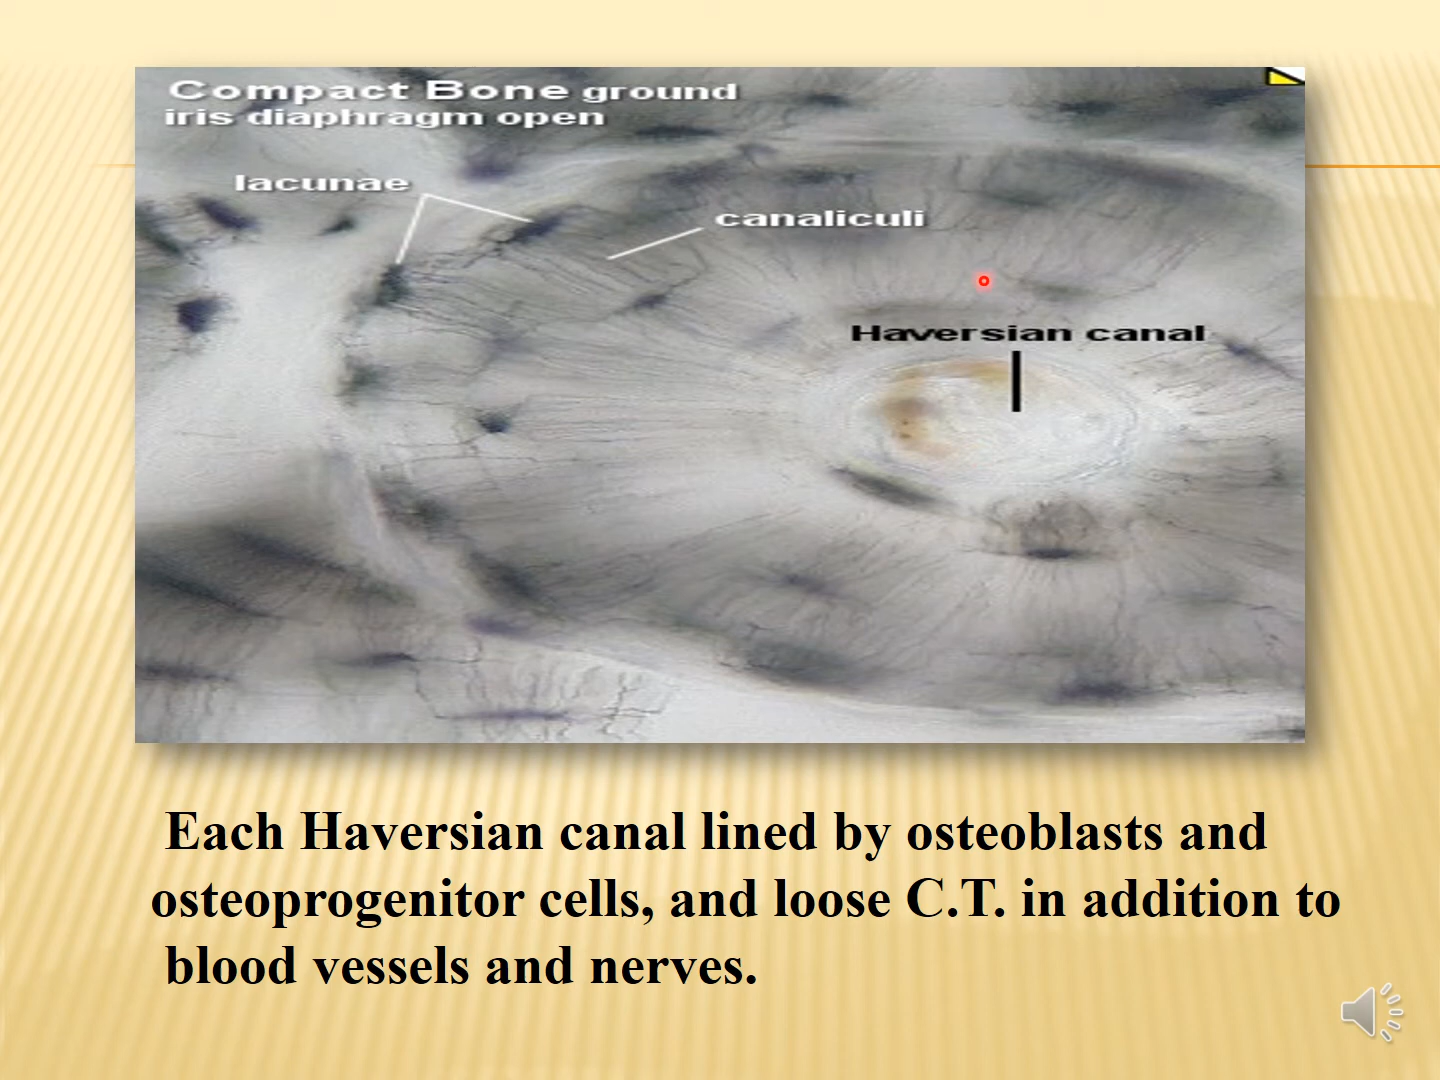 Compact Bone ground
iris diaphragm open
lacunae
canaliculi
Haversian canal
Each Haversian canal lined by osteoblasts and
osteoprogenitor cells, and loose C.T. in addition to
blood vessels and nerves.